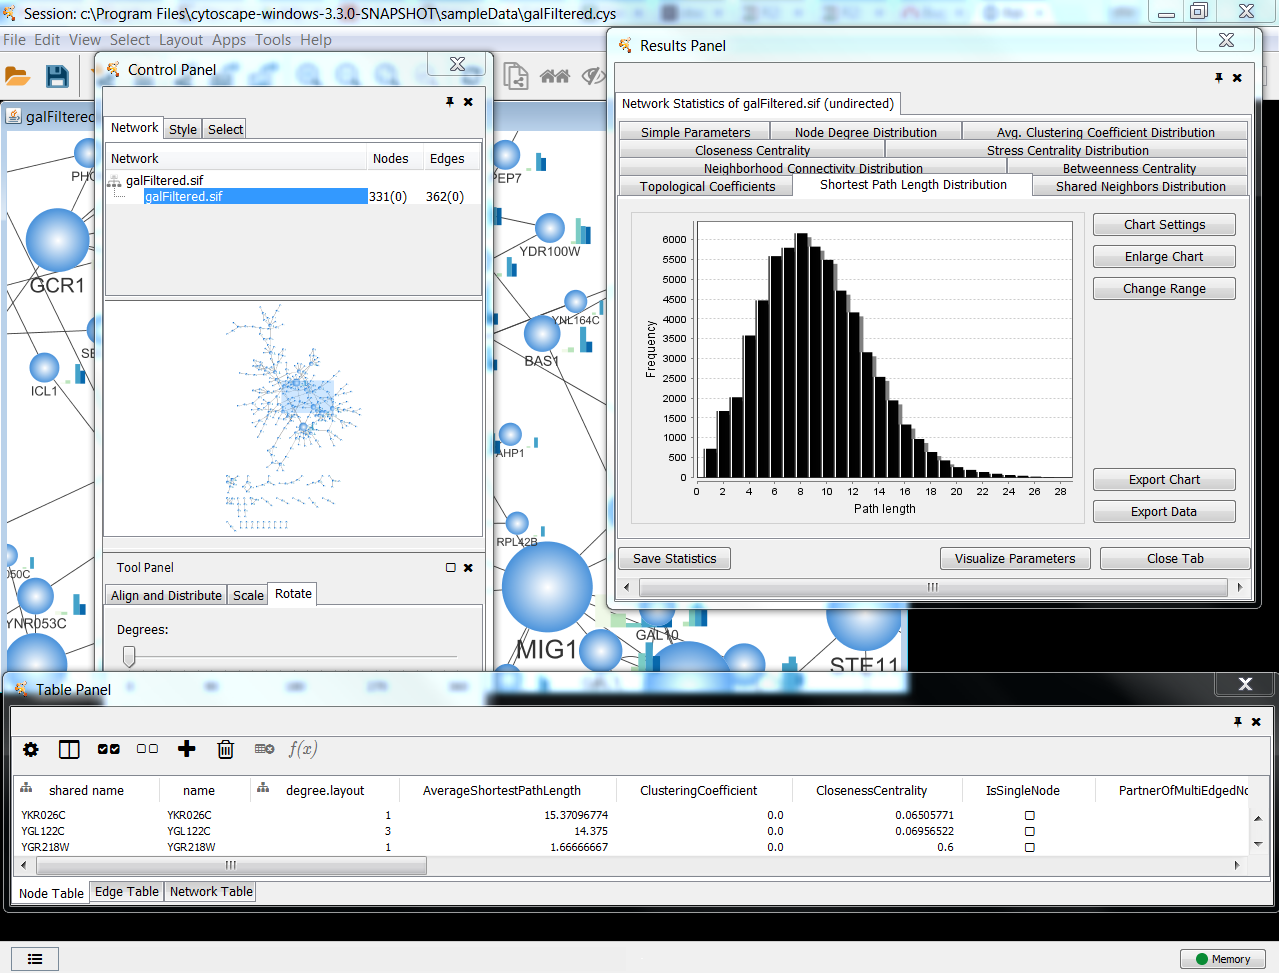 Session: c:\Program Files\cytoscape-windows-3.3.0-SNAPSHOT\sampleData\galFiltered.cys
File Edit View Select Layout Apps Tools Help
Control Panel
Network Style Select
Network Nodes Edges
galFiltered.sif
galFiltered.sif 331(0) 362(0)
Tool Panel
Align and Distribute Scale Rotate
Degrees:
galFiltered
GCR1
ICL1
YNR053C
PEP7
YDR100W
YNL164C
BAS1
AHP1
RPL42B
MIG1
GAL10
STE11
Results Panel
Network Statistics of galFiltered.sif (undirected)
Simple Parameters Node Degree Distribution Avg. Clustering Coefficient Distribution
Closeness Centrality Stress Centrality Distribution
Neighborhood Connectivity Distribution Betweenness Centrality
Topological Coefficients Shortest Path Length Distribution Shared Neighbors Distribution
Frequency
6000
5500
5000
4500
4000
3500
3000
2500
2000
1500
1000
500
0
0 2 4 6 8 10 12 14 16 18 20 22 24 26 28
Path length
Chart Settings
Enlarge Chart
Change Range
Export Chart
Export Data
Save Statistics Visualize Parameters Close Tab
Table Panel
0 90 180 270 360
f(x)
shared name name degree.layout AverageShortestPathLength ClusteringCoefficient ClosenessCentrality IsSingleNode PartnerOfMultiEdgedNo
YKR026C YKR026C 1 15.37096774 0.0 0.06505771
YGL122C YGL122C 3 14.375 0.0 0.06956522
YGR218W YGR218W 1 1.66666667 0.0 0.6
Node Table Edge Table Network Table
Memory